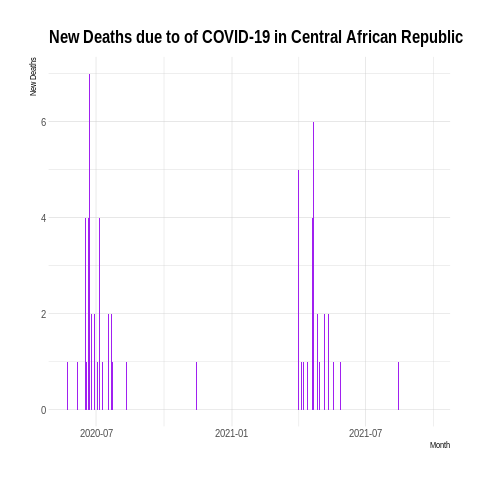 New Deaths due to of COVID-19 in Central African Republic
New Deaths
6
4
2
0
2020-07
2021-01
2021-07
Month